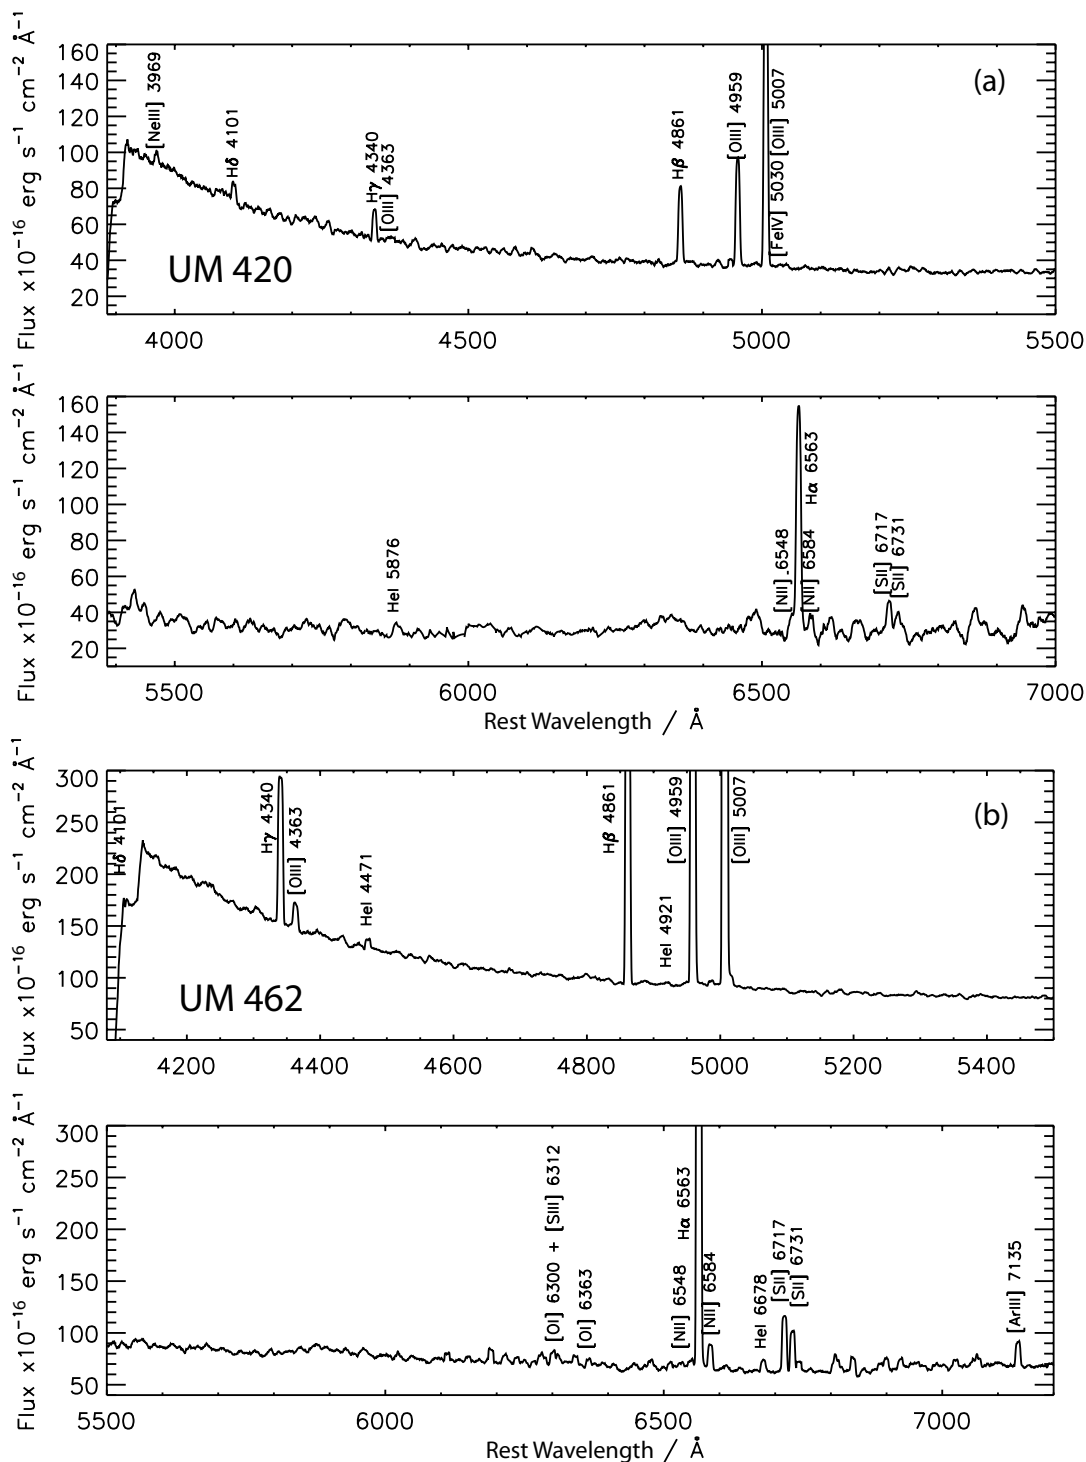 (a)
Flux x10⁻¹⁶ erg s⁻¹ cm⁻² Å⁻¹
160
140
120
100
80
60
40
20
[NeIII] 3969
Hδ 4101
Hγ 4340
[OIII] 4363
Hβ 4861
[OIII] 4959
[FeIV] 5030 [OIII] 5007
UM 420
4000 4500 5000 5500
Flux x10⁻¹⁶ erg s⁻¹ cm⁻² Å⁻¹
160
140
120
100
80
60
40
20
HeI 5876
[NII] 6548
Hα 6563
[NII] 6584
[SII] 6717
[SII] 6731
5500 6000 6500 7000
Rest Wavelength / Å
(b)
Flux x10⁻¹⁶ erg s⁻¹ cm⁻² Å⁻¹
300
250
200
150
100
50
Hδ 4101
Hγ 4340
[OIII] 4363
HeI 4471
Hβ 4861
HeI 4921
[OIII] 4959
[OIII] 5007
UM 462
4200 4400 4600 4800 5000 5200 5400
Flux x10⁻¹⁶ erg s⁻¹ cm⁻² Å⁻¹
300
250
200
150
100
50
[OI] 6300 + [SIII] 6312
[OI] 6363
[NII] 6548
Hα 6563
[NII] 6584
HeI 6678
[SII] 6717
[SII] 6731
[ArIII] 7135
5500 6000 6500 7000
Rest Wavelength / Å